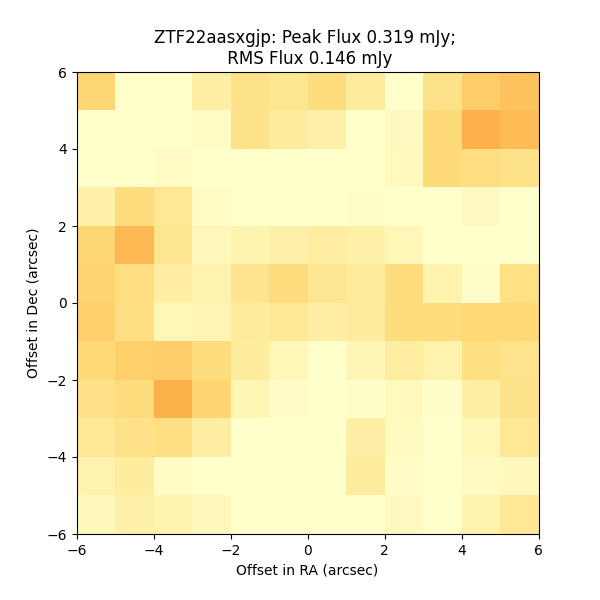 ZTF22aasxgjp: Peak Flux 0.319 mJy;
RMS Flux 0.146 mJy
6
4
2
0
−2
−4
−6
Offset in Dec (arcsec)
−6 −4 −2 0 2 4 6
Offset in RA (arcsec)